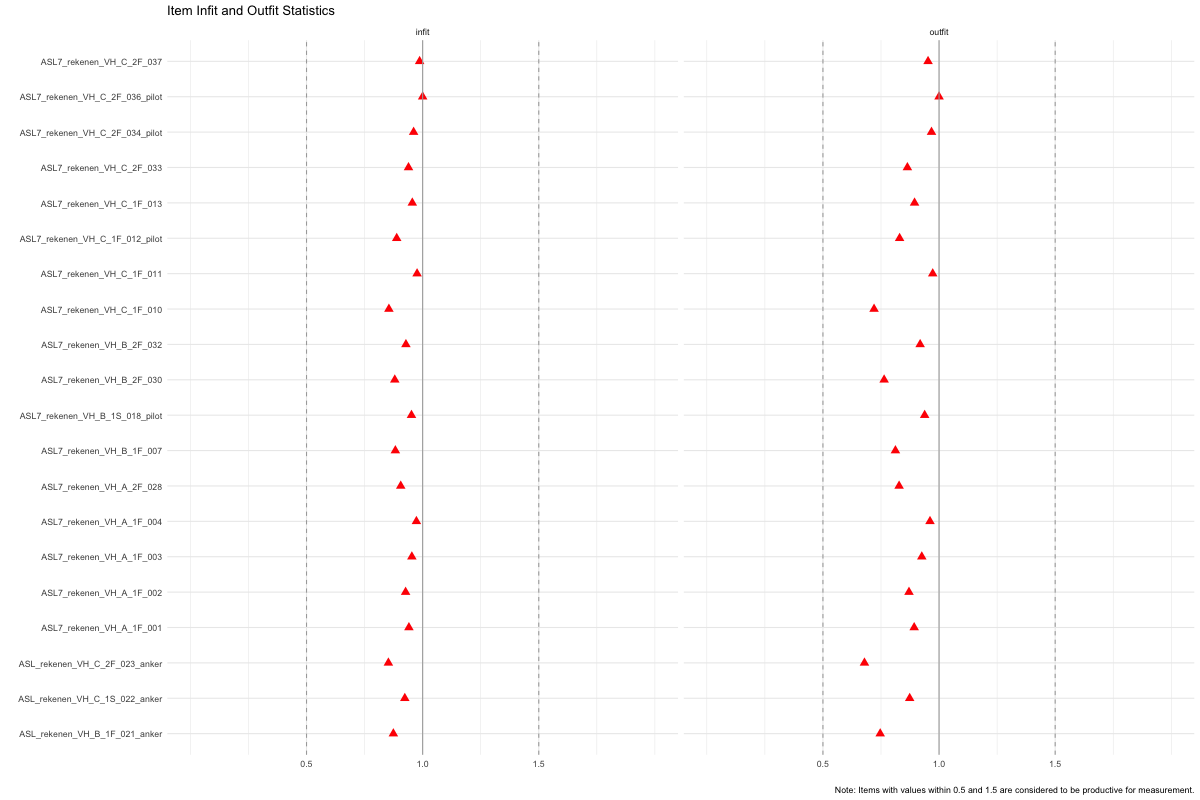 Item Infit and Outfit Statistics
infit
outfit
ASL7_rekenen_VH_C_2F_037
ASL7_rekenen_VH_C_2F_036_pilot
ASL7_rekenen_VH_C_2F_034_pilot
ASL7_rekenen_VH_C_2F_033
ASL7_rekenen_VH_C_1F_013
ASL7_rekenen_VH_C_1F_012_pilot
ASL7_rekenen_VH_C_1F_011
ASL7_rekenen_VH_C_1F_010
ASL7_rekenen_VH_B_2F_032
ASL7_rekenen_VH_B_2F_030
ASL7_rekenen_VH_B_1S_018_pilot
ASL7_rekenen_VH_B_1F_007
ASL7_rekenen_VH_A_2F_028
ASL7_rekenen_VH_A_1F_004
ASL7_rekenen_VH_A_1F_003
ASL7_rekenen_VH_A_1F_002
ASL7_rekenen_VH_A_1F_001
ASL_rekenen_VH_C_2F_023_anker
ASL_rekenen_VH_C_1S_022_anker
ASL_rekenen_VH_B_1F_021_anker
0.5 1.0 1.5
0.5 1.0 1.5
Note: Items with values within 0.5 and 1.5 are considered to be productive for measurement.